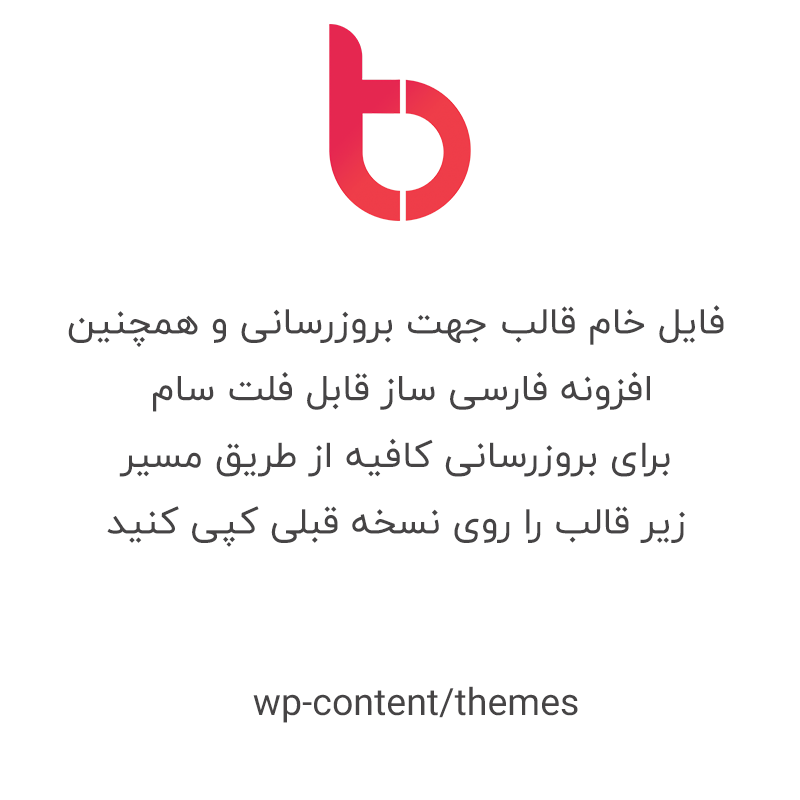 فایل خام قالب جهت بروزرسانی و همچنین
افزونه فارسی ساز قابل فلت سام
برای بروزرسانی کافیه از طریق مسیر
زیر قالب را روی نسخه قبلی کپی کنید
wp-content/themes